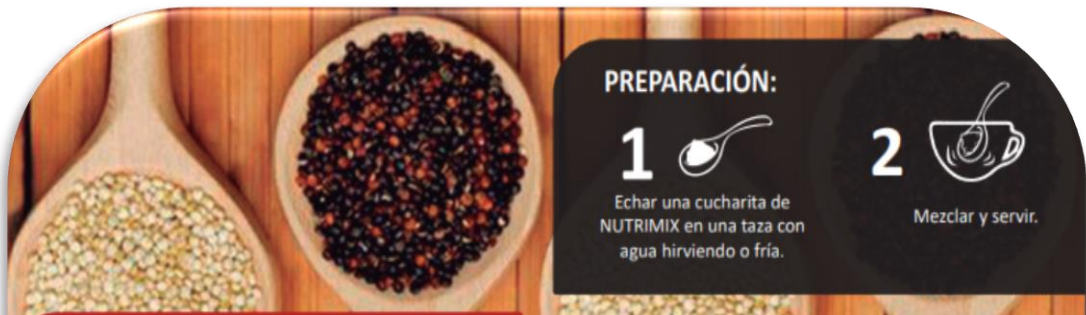 PREPARACIÓN:
1
Echar una cucharita de
NUTRIMIX en una taza con
agua hirviendo o fría.
2
Mezclar y servir.